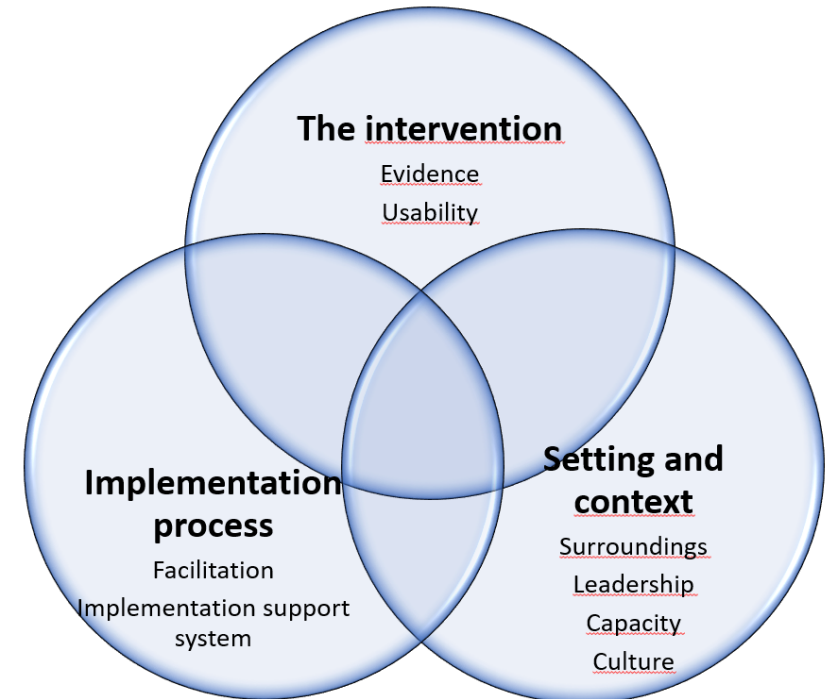 The intervention
Evidence
Usability
Implementation
process
Facilitation
Implementation support
system
Setting and
context
Surroundings
Leadership
Capacity
Culture